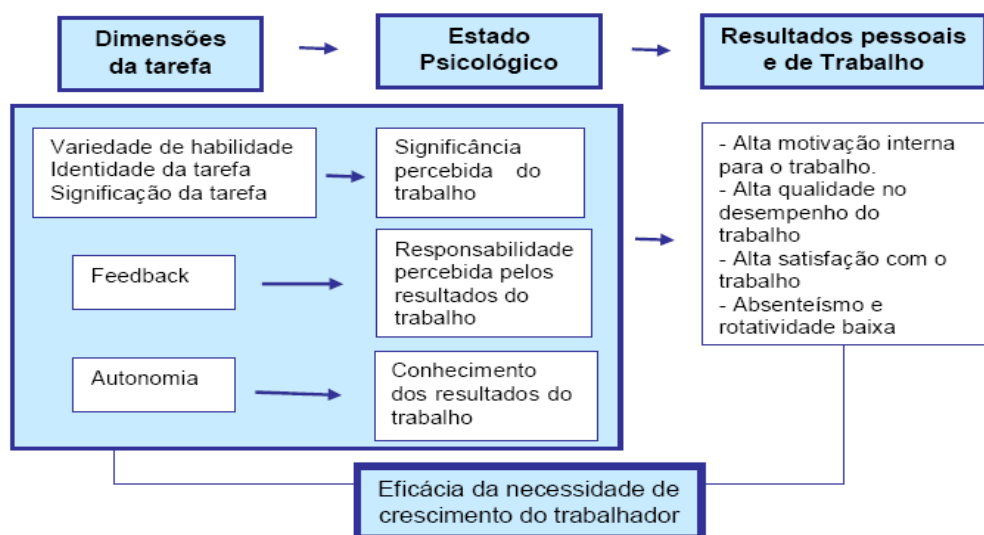 Dimensões
da tarefa
Estado
Psicológico
Resultados pessoais
e de Trabalho
Variedade de habilidade
Identidade da tarefa
Significação da tarefa
Significância
percebida do
trabalho
Feedback
Responsabilidade
percebida pelos
resultados do
trabalho
Autonomia
Conhecimento
dos resultados do
trabalho
- Alta motivação interna
para o trabalho.
- Alta qualidade no
desempenho do
trabalho
- Alta satisfação com o
trabalho
- Absenteísmo e
rotatividade baixa
Eficácia da necessidade de
crescimento do trabalhador